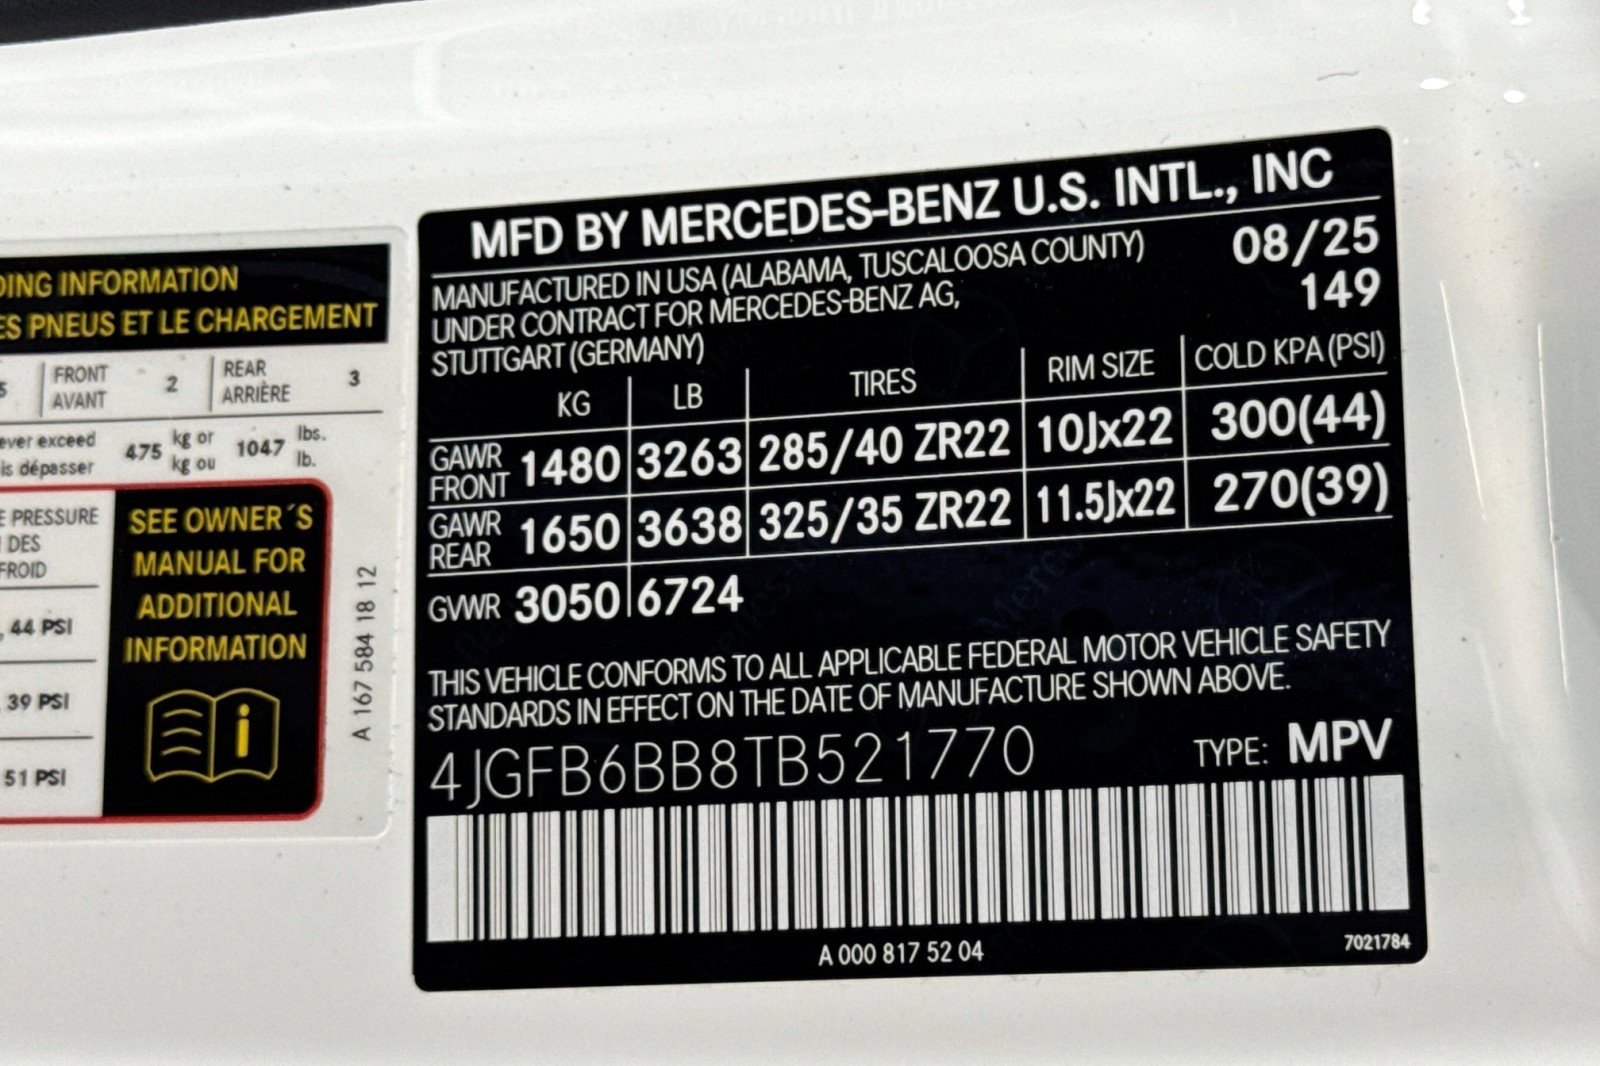 DING INFORMATION
ES PNEUS ET LE CHARGEMENT
5 FRONT AVANT 2 REAR ARRIÈRE 3
ever exceed 475 kg or 1047 lbs.
is dépasser kg ou lb.
E PRESSURE
DES
FROID
, 44 PSI
39 PSI
51 PSI
SEE OWNER´S
MANUAL FOR
ADDITIONAL
INFORMATION
i
A 167 584 18 12
MFD BY MERCEDES-BENZ U.S. INTL., INC
MANUFACTURED IN USA (ALABAMA, TUSCALOOSA COUNTY) 08/25
UNDER CONTRACT FOR MERCEDES-BENZ AG, 149
STUTTGART (GERMANY)
KG LB TIRES RIM SIZE COLD KPA (PSI)
GAWR FRONT 1480 3263 285/40 ZR22 10Jx22 300(44)
GAWR REAR 1650 3638 325/35 ZR22 11.5Jx22 270(39)
GVWR 3050 6724
THIS VEHICLE CONFORMS TO ALL APPLICABLE FEDERAL MOTOR VEHICLE SAFETY
STANDARDS IN EFFECT ON THE DATE OF MANUFACTURE SHOWN ABOVE.
4JGFB6BB8TB521770 TYPE: MPV
A 000 817 52 04 7021784